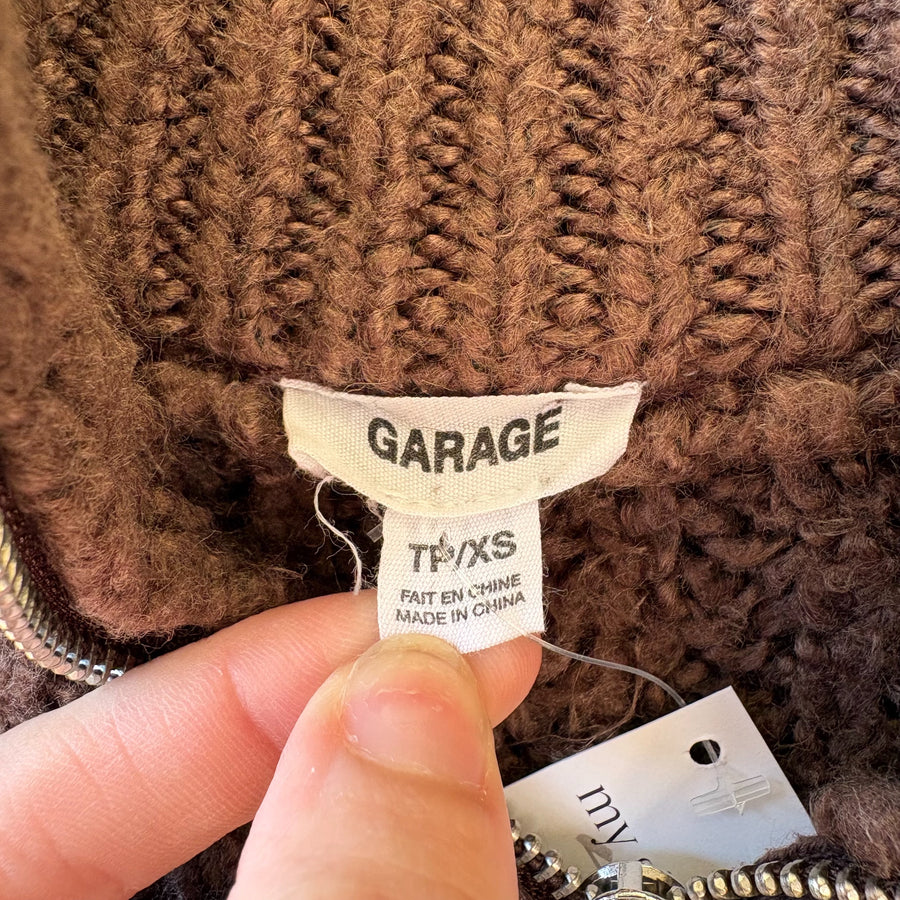 GARAGE
TP/XS
FAIT EN CHINE
MADE IN CHINA
my